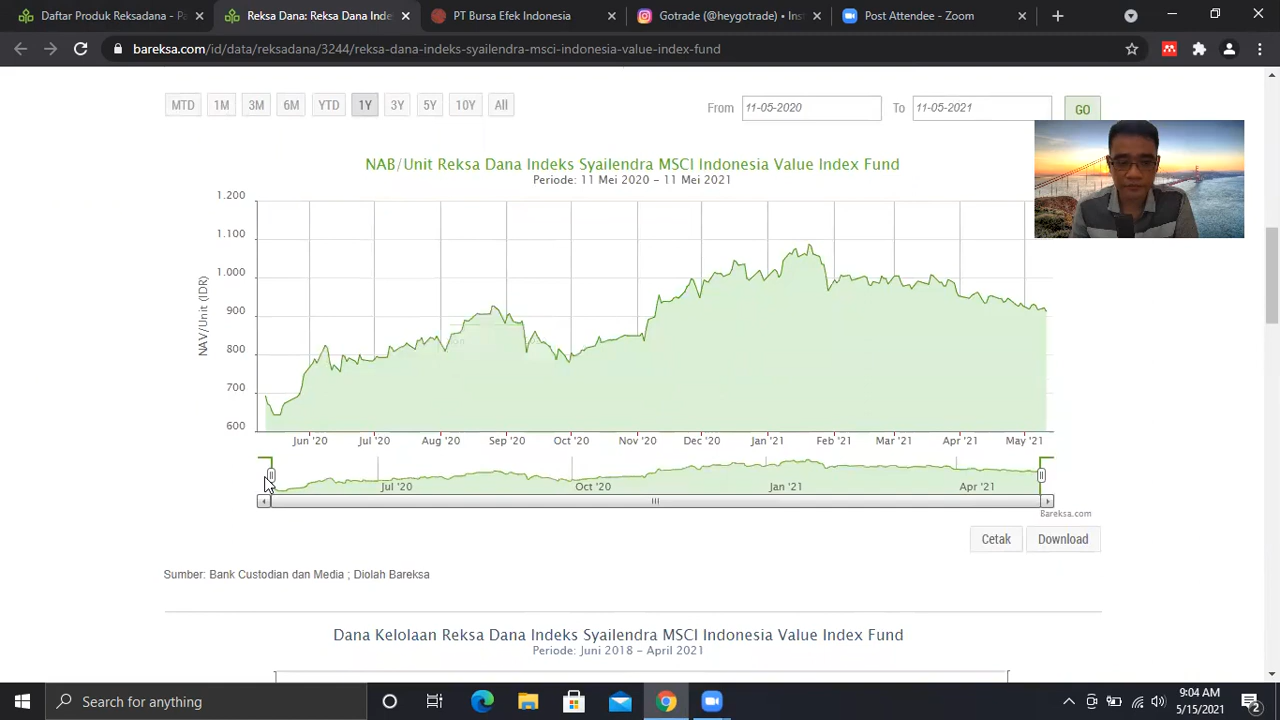 Daftar Produk Reksadana - Pa
Reksa Dana: Reksa Dana Inde
PT Bursa Efek Indonesia
Gotrade (@heygotrade) • Inst
Post Attendee - Zoom
bareksa.com/id/data/reksadana/3244/reksa-dana-indeks-syailendra-msci-indonesia-value-index-fund
MTD 1M 3M 6M YTD 1Y 3Y 5Y 10Y All
From 11-05-2020 To 11-05-2021 GO
NAB/Unit Reksa Dana Indeks Syailendra MSCI Indonesia Value Index Fund
Periode: 11 Mei 2020 - 11 Mei 2021
NAV/Unit (IDR)
1.200
1.100
1.000
900
800
700
600
Jun '20 Jul '20 Aug '20 Sep '20 Oct '20 Nov '20 Dec '20 Jan '21 Feb '21 Mar '21 Apr '21 May '21
Jul '20 Oct '20 Jan '21 Apr '21
Bareksa.com
Cetak Download
Sumber: Bank Custodian dan Media ; Diolah Bareksa
Dana Kelolaan Reksa Dana Indeks Syailendra MSCI Indonesia Value Index Fund
Periode: Juni 2018 - April 2021
Search for anything
9:04 AM
5/15/2021
2